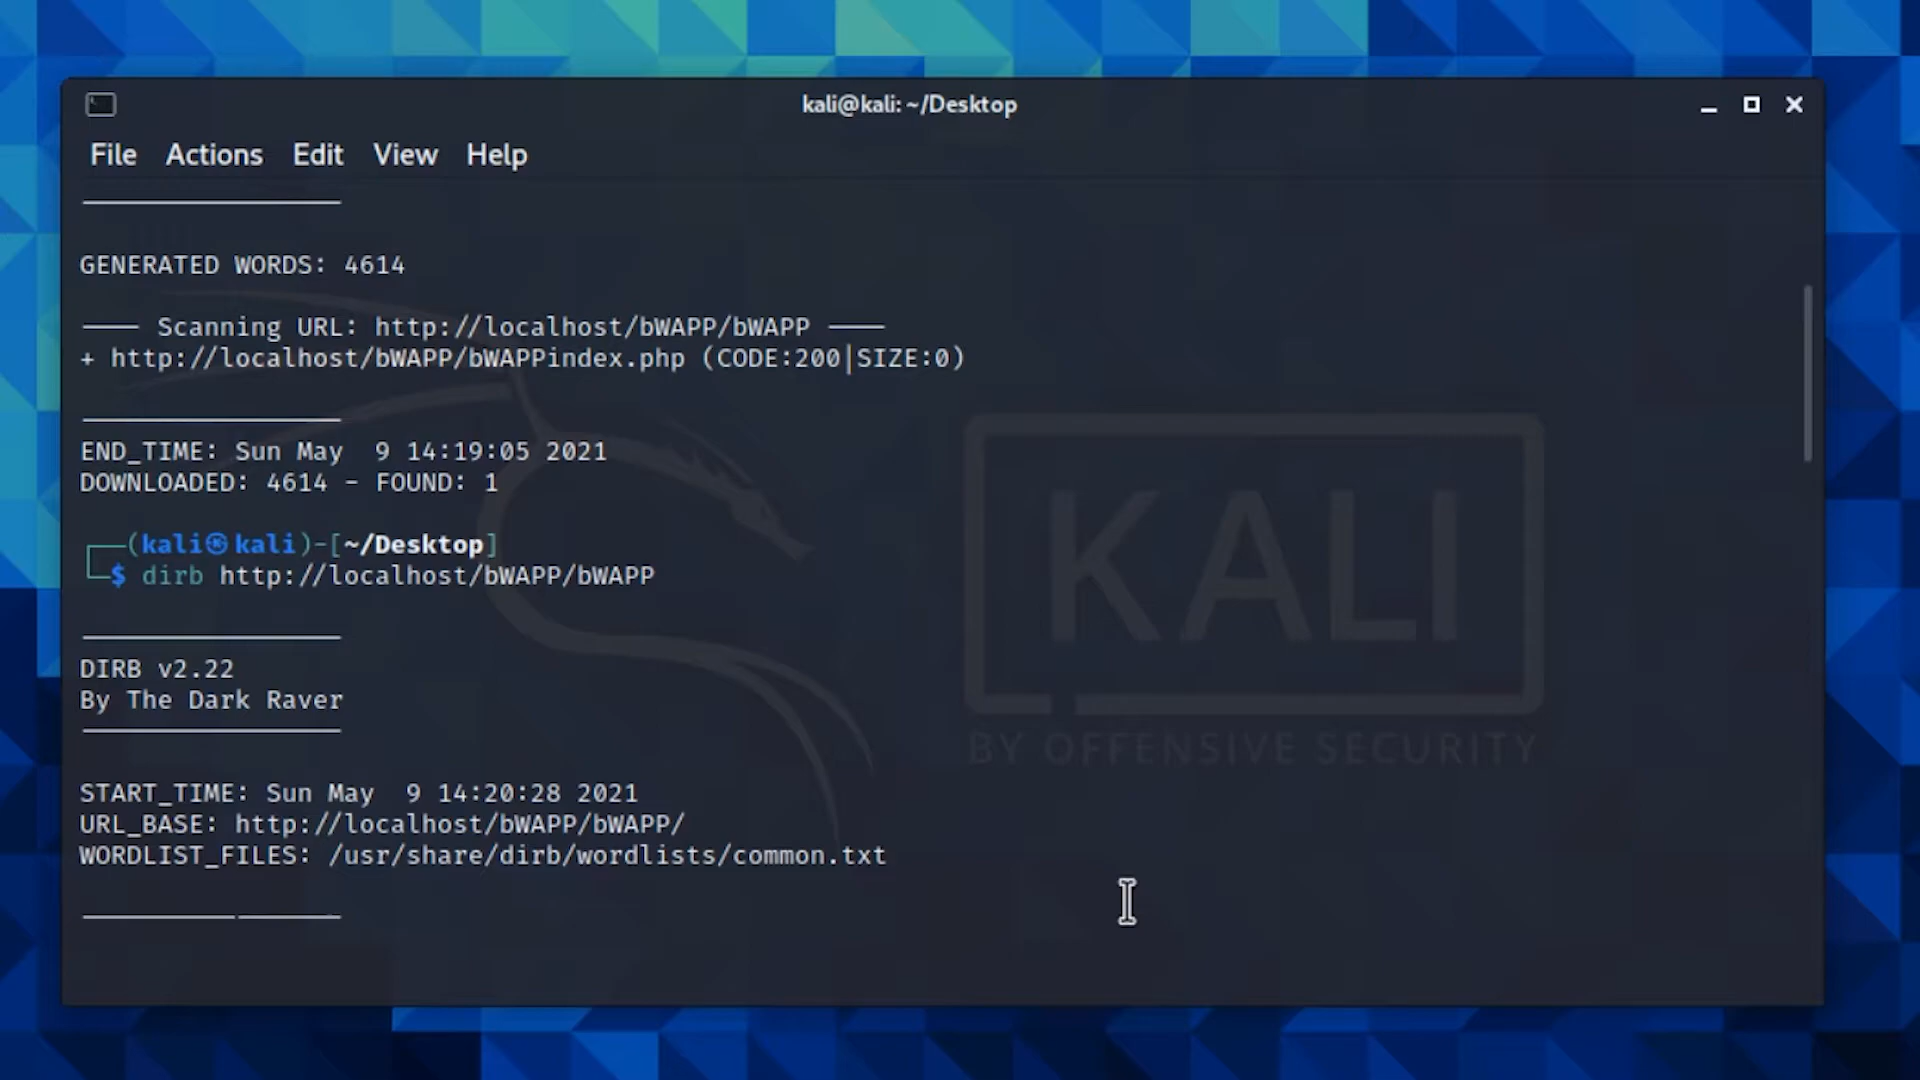 kali@kali: ~/Desktop
File Actions Edit View Help
GENERATED WORDS: 4614
—— Scanning URL: http://localhost/bWAPP/bWAPP ——
+ http://localhost/bWAPP/bWAPPindex.php (CODE:200|SIZE:0)
END_TIME: Sun May  9 14:19:05 2021
DOWNLOADED: 4614 - FOUND: 1
┌──(kali㉿kali)-[~/Desktop]
└─$ dirb http://localhost/bWAPP/bWAPP
DIRB v2.22
By The Dark Raver
START_TIME: Sun May  9 14:20:28 2021
URL_BASE: http://localhost/bWAPP/bWAPP/
WORDLIST_FILES: /usr/share/dirb/wordlists/common.txt
KALI
BY OFFENSIVE SECURITY